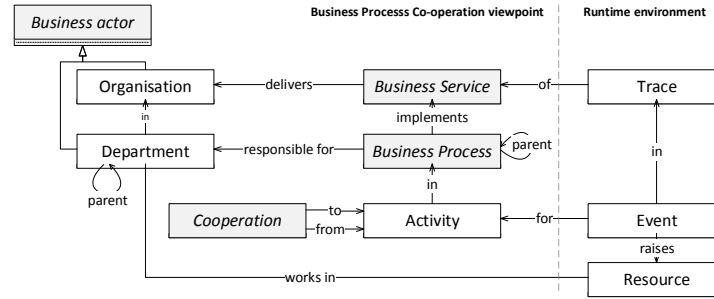 Business actor
Business Processs Co-operation viewpoint
Runtime environment
Organisation
delivers
Business Service
of
Trace
in
implements
Department
responsible for
Business Process
parent
in
parent
in
Cooperation
to
from
Activity
for
Event
raises
works in
Resource